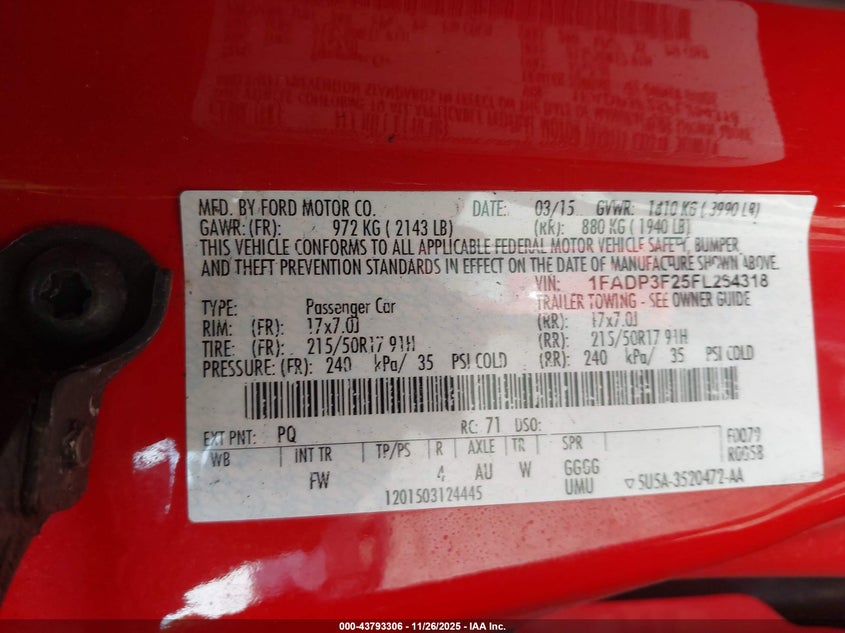 MFD. BY FORD MOTOR CO. DATE: 03/15 GVWR: 1810 KG ( 3990 LB)
GAWR:(FR): 972 KG ( 2143 LB) (RR): 880 KG ( 1940 LB)
THIS VEHICLE CONFORMS TO ALL APPLICABLE FEDERAL MOTOR VEHICLE SAFETY, BUMPER
AND THEFT PREVENTION STANDARDS IN EFFECT ON THE DATE OF MANUFACTURE SHOWN ABOVE.
VIN: 1FADP3F25FL254318
TYPE: Passenger Car TRAILER TOWING - SEE OWNER GUIDE
RIM: (FR): 17x7.0J (RR): 17x7.0J
TIRE: (FR): 215/50R17 91H (RR): 215/50R17 91H
PRESSURE: (FR): 240 kPa/ 35 PSI COLD (RR): 240 kPa/ 35 PSI COLD
EXT PNT: PQ RC: 71 DSO: F0079
WB INT TR TP/PS R AXLE TR SPR R0058
FW 4 AU W GGGG
1201503124445 UMU ▽5U5A-3520472-AA
000-43793306 - 11/26/2025 - IAA Inc.